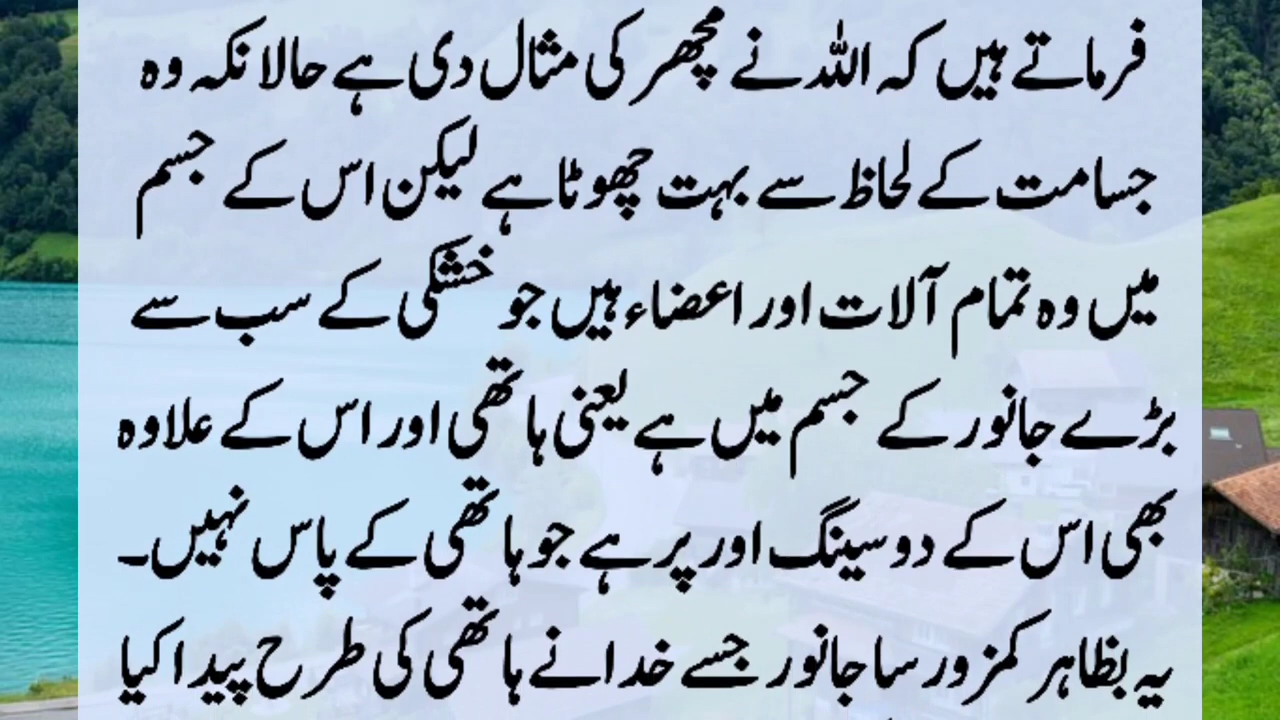 فرماتے ہیں کہ اللہ نے مچھر کی مثال دی ہے حالانکہ وہ
جسامت کے لحاظ سے بہت چھوٹا ہے لیکن اس کے جسم
میں وہ تمام آلات اور اعضاء ہیں جو خشکی کے سب سے
بڑے جانور کے جسم میں ہے یعنی ہاتھی اور اس کے علاوہ
بھی اس کے دو سینگ اور پر ہے جو ہاتھی کے پاس نہیں۔
یہ بظاہر کمزور سا جانور جسے خدا نے ہاتھی کی طرح پیدا کیا